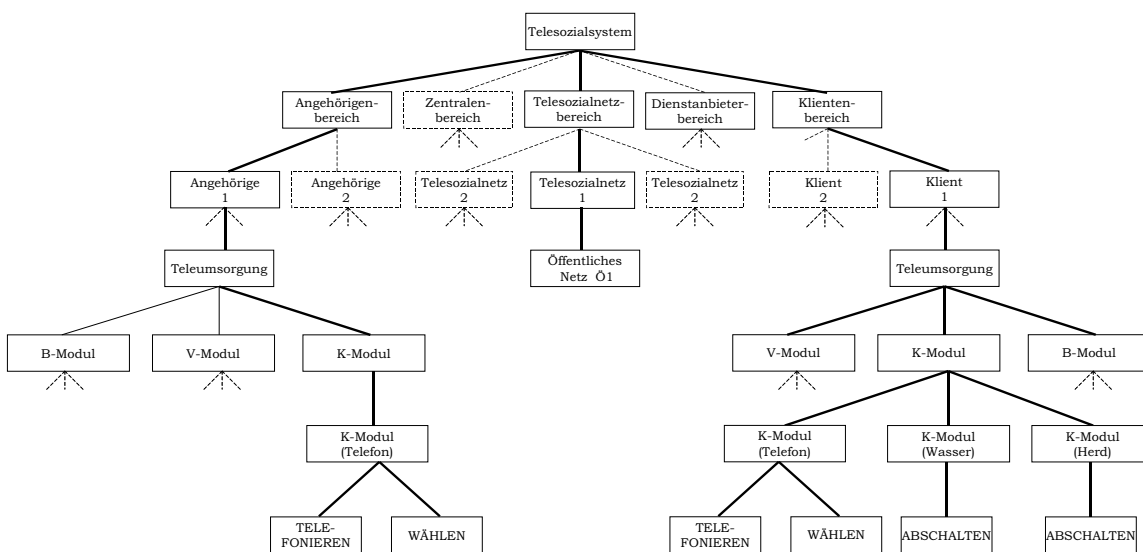 Telesozialsystem
Angehörigen-
bereich
Zentralen-
bereich
Telesozialnetz-
bereich
Dienstanbieter-
bereich
Klienten-
bereich
Angehörige
1
Angehörige
2
Telesozialnetz
2
Telesozialnetz
1
Telesozialnetz
2
Klient
2
Klient
1
Teleumsorgung
Öffentliches
Netz Ö1
Teleumsorgung
B-Modul
V-Modul
K-Modul
V-Modul
K-Modul
B-Modul
K-Modul
(Telefon)
K-Modul
(Telefon)
K-Modul
(Wasser)
K-Modul
(Herd)
TELE-
FONIEREN
WÄHLEN
TELE-
FONIEREN
WÄHLEN
ABSCHALTEN
ABSCHALTEN